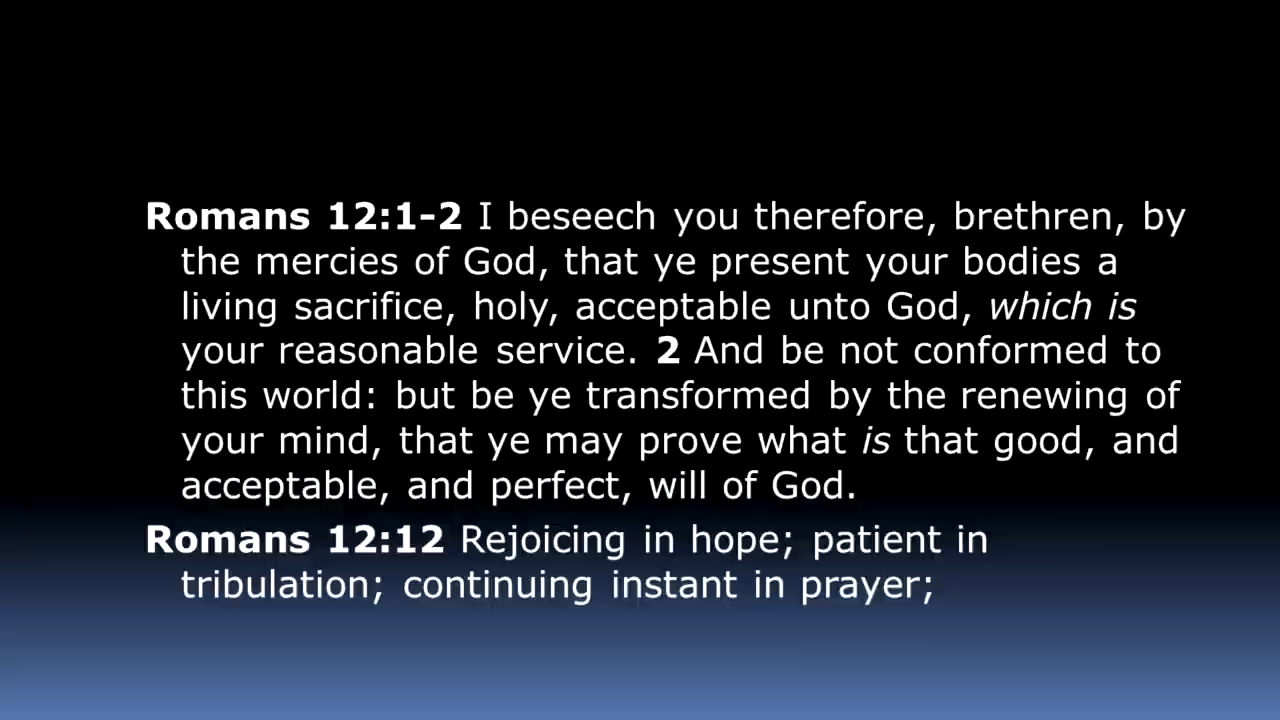 Romans 12:1-2 I beseech you therefore, brethren, by
the mercies of God, that ye present your bodies a
living sacrifice, holy, acceptable unto God, which is
your reasonable service. 2 And be not conformed to
this world: but be ye transformed by the renewing of
your mind, that ye may prove what is that good, and
acceptable, and perfect, will of God.
Romans 12:12 Rejoicing in hope; patient in
tribulation; continuing instant in prayer;